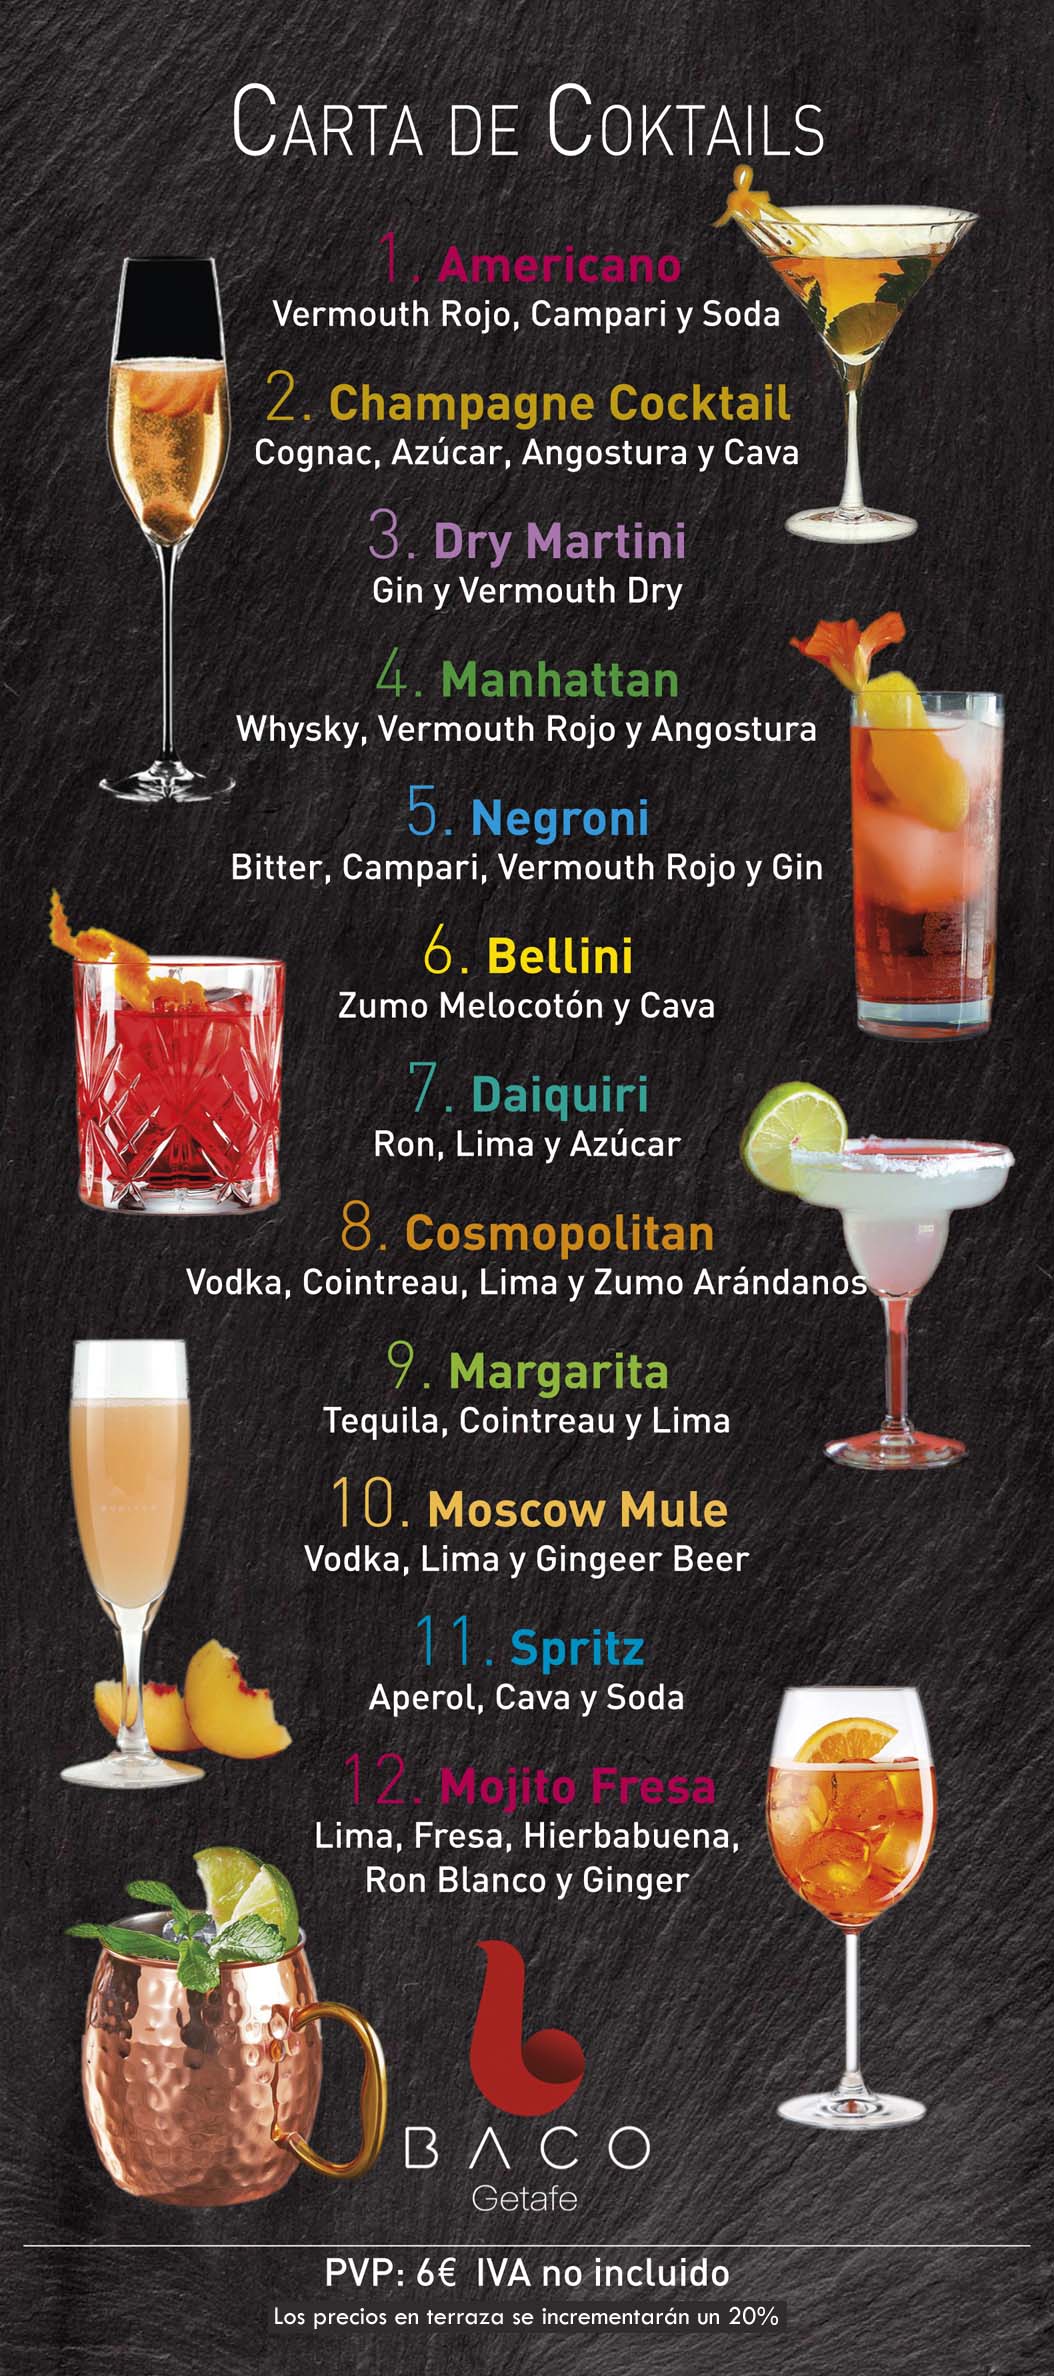 CARTA DE COKTAILS
1. Americano
Vermouth Rojo, Campari y Soda
2. Champagne Cocktail
Cognac, Azúcar, Angostura y Cava
3. Dry Martini
Gin y Vermouth Dry
4. Manhattan
Whysky, Vermouth Rojo y Angostura
5. Negroni
Bitter, Campari, Vermouth Rojo y Gin
6. Bellini
Zumo Melocotón y Cava
7. Daiquiri
Ron, Lima y Azúcar
8. Cosmopolitan
Vodka, Cointreau, Lima y Zumo Arándanos
9. Margarita
Tequila, Cointreau y Lima
10. Moscow Mule
Vodka, Lima y Gingeer Beer
11. Spritz
Aperol, Cava y Soda
12. Mojito Fresa
Lima, Fresa, Hierbabuena,
Ron Blanco y Ginger
BACO
Getafe
PVP: 6€ IVA no incluido
Los precios en terraza se incrementarán un 20%